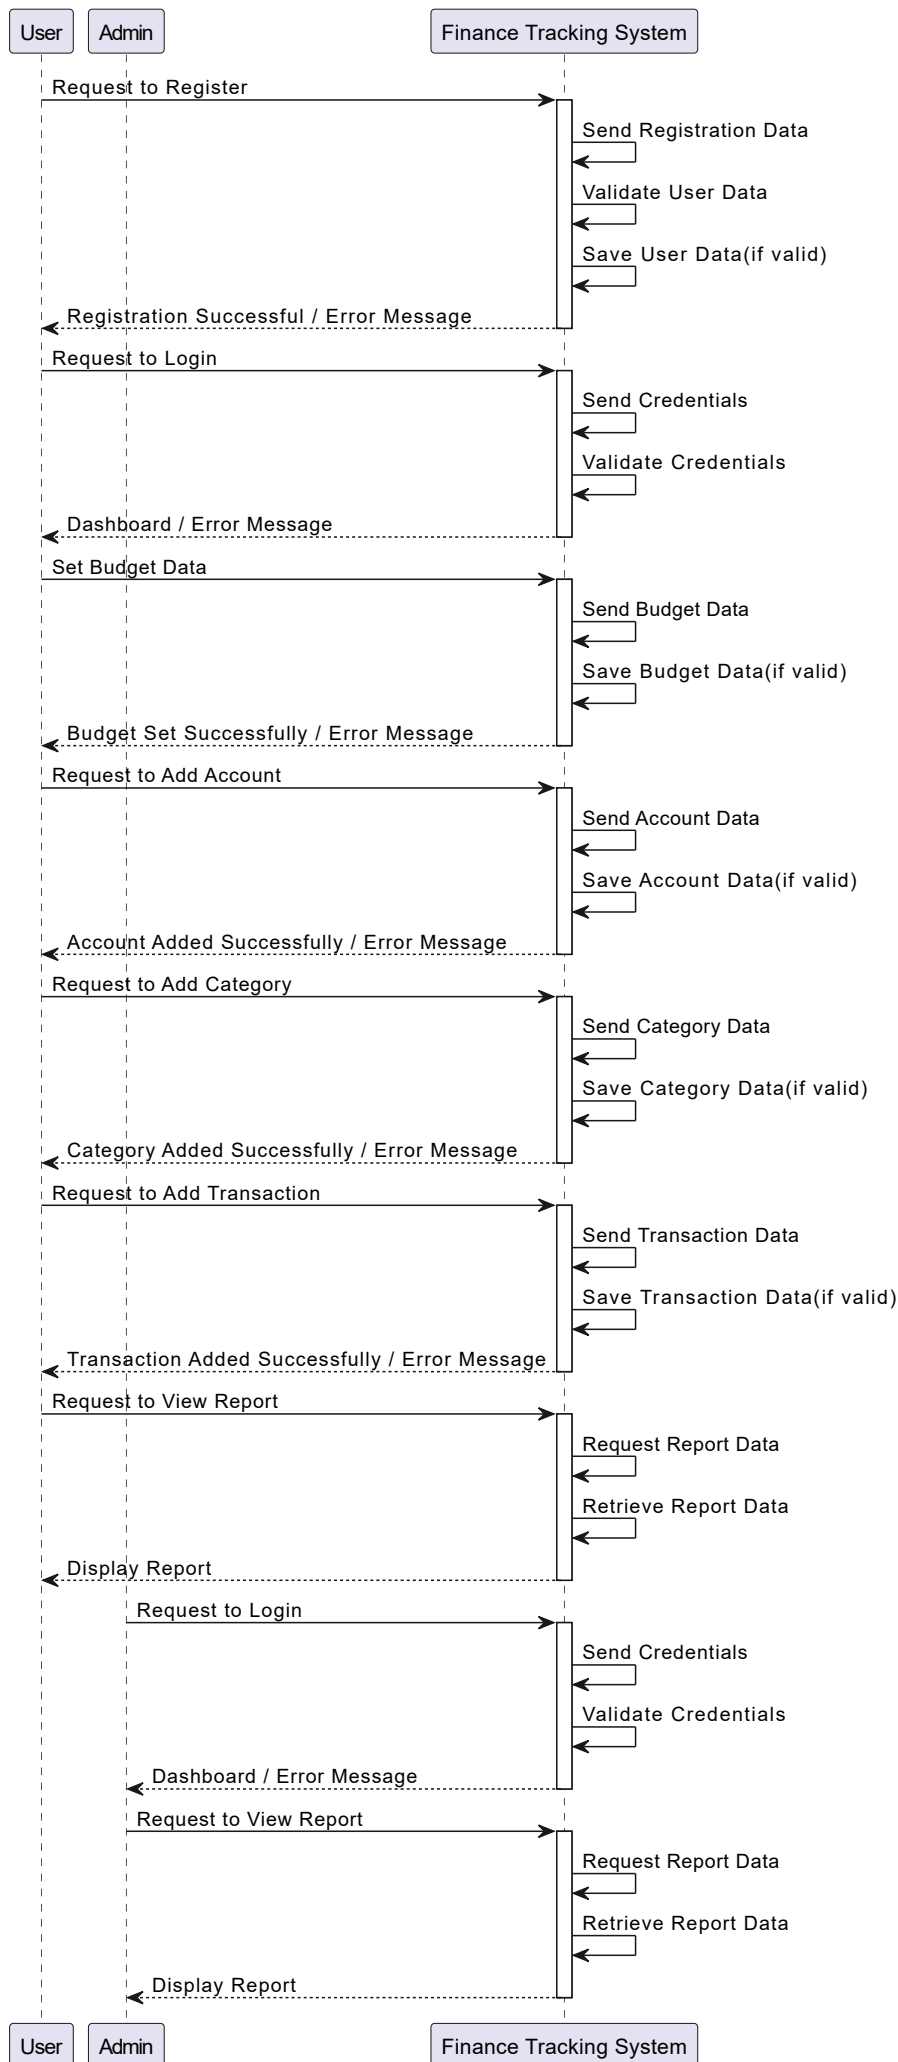 User Admin Finance Tracking System
Request to Register
Send Registration Data
Validate User Data
Save User Data(if valid)
Registration Successful / Error Message
Request to Login
Send Credentials
Validate Credentials
Dashboard / Error Message
Set Budget Data
Send Budget Data
Save Budget Data(if valid)
Budget Set Successfully / Error Message
Request to Add Account
Send Account Data
Save Account Data(if valid)
Account Added Successfully / Error Message
Request to Add Category
Send Category Data
Save Category Data(if valid)
Category Added Successfully / Error Message
Request to Add Transaction
Send Transaction Data
Save Transaction Data(if valid)
Transaction Added Successfully / Error Message
Request to View Report
Request Report Data
Retrieve Report Data
Display Report
Request to Login
Send Credentials
Validate Credentials
Dashboard / Error Message
Request to View Report
Request Report Data
Retrieve Report Data
Display Report
User Admin Finance Tracking System